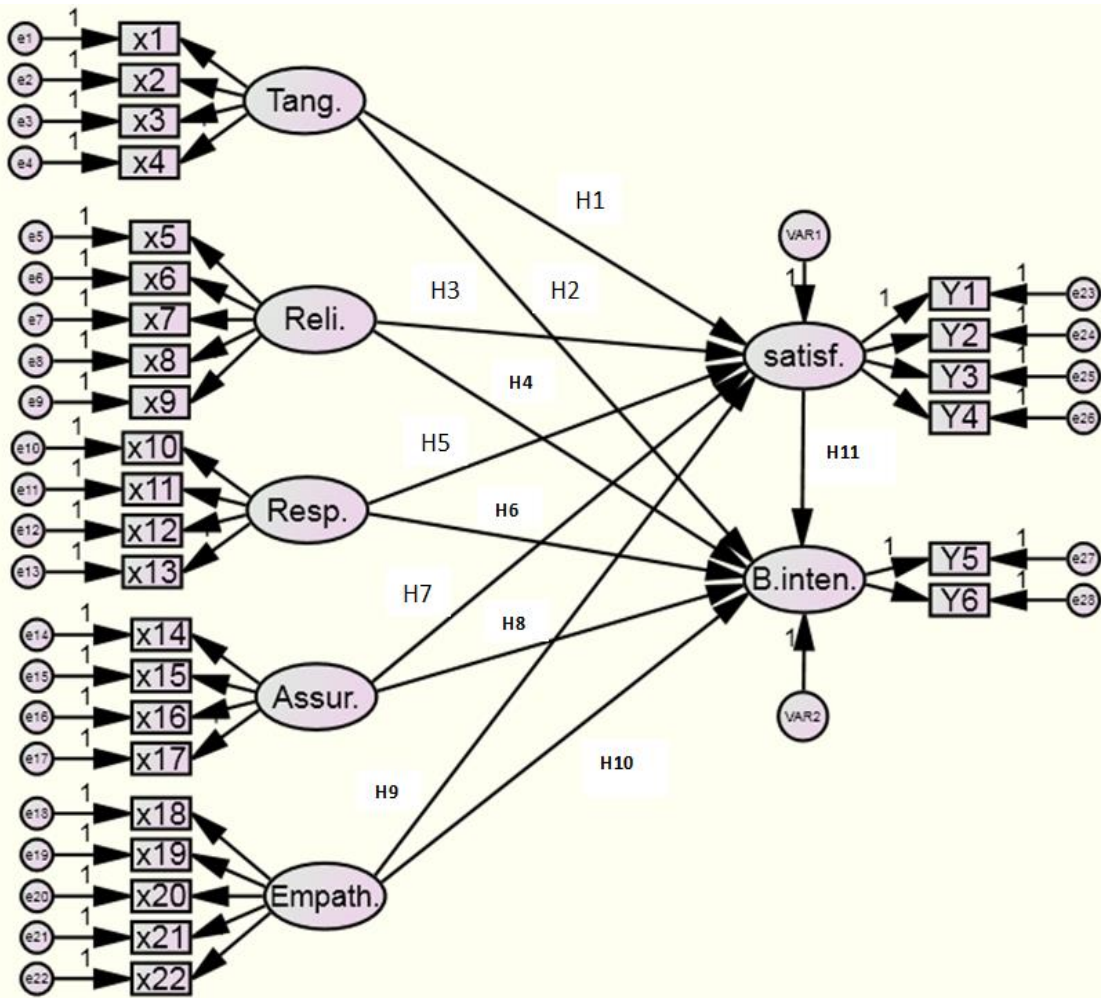 e1 1 x1
e2 1 x2
e3 1 x3
e4 1 x4
Tang.
e5 1 x5
e6 1 x6
e7 1 x7
e8 1 x8
e9 1 x9
Reli.
e10 1 x10
e11 1 x11
e12 1 x12
e13 1 x13
Resp.
e14 1 x14
e15 1 x15
e16 1 x16
e17 1 x17
Assur.
e18 1 x18
e19 1 x19
e20 1 x20
e21 1 x21
e22 1 x22
Empath.
H1
H3
H2
H4
H5
H6
H7
H8
H9
H10
VAR1
1
satisf.
1 Y1 1 e23
Y2 1 e24
Y3 1 e25
Y4 1 e26
H11
B.inten.
1 Y5 1 e27
Y6 1 e28
1
VAR2